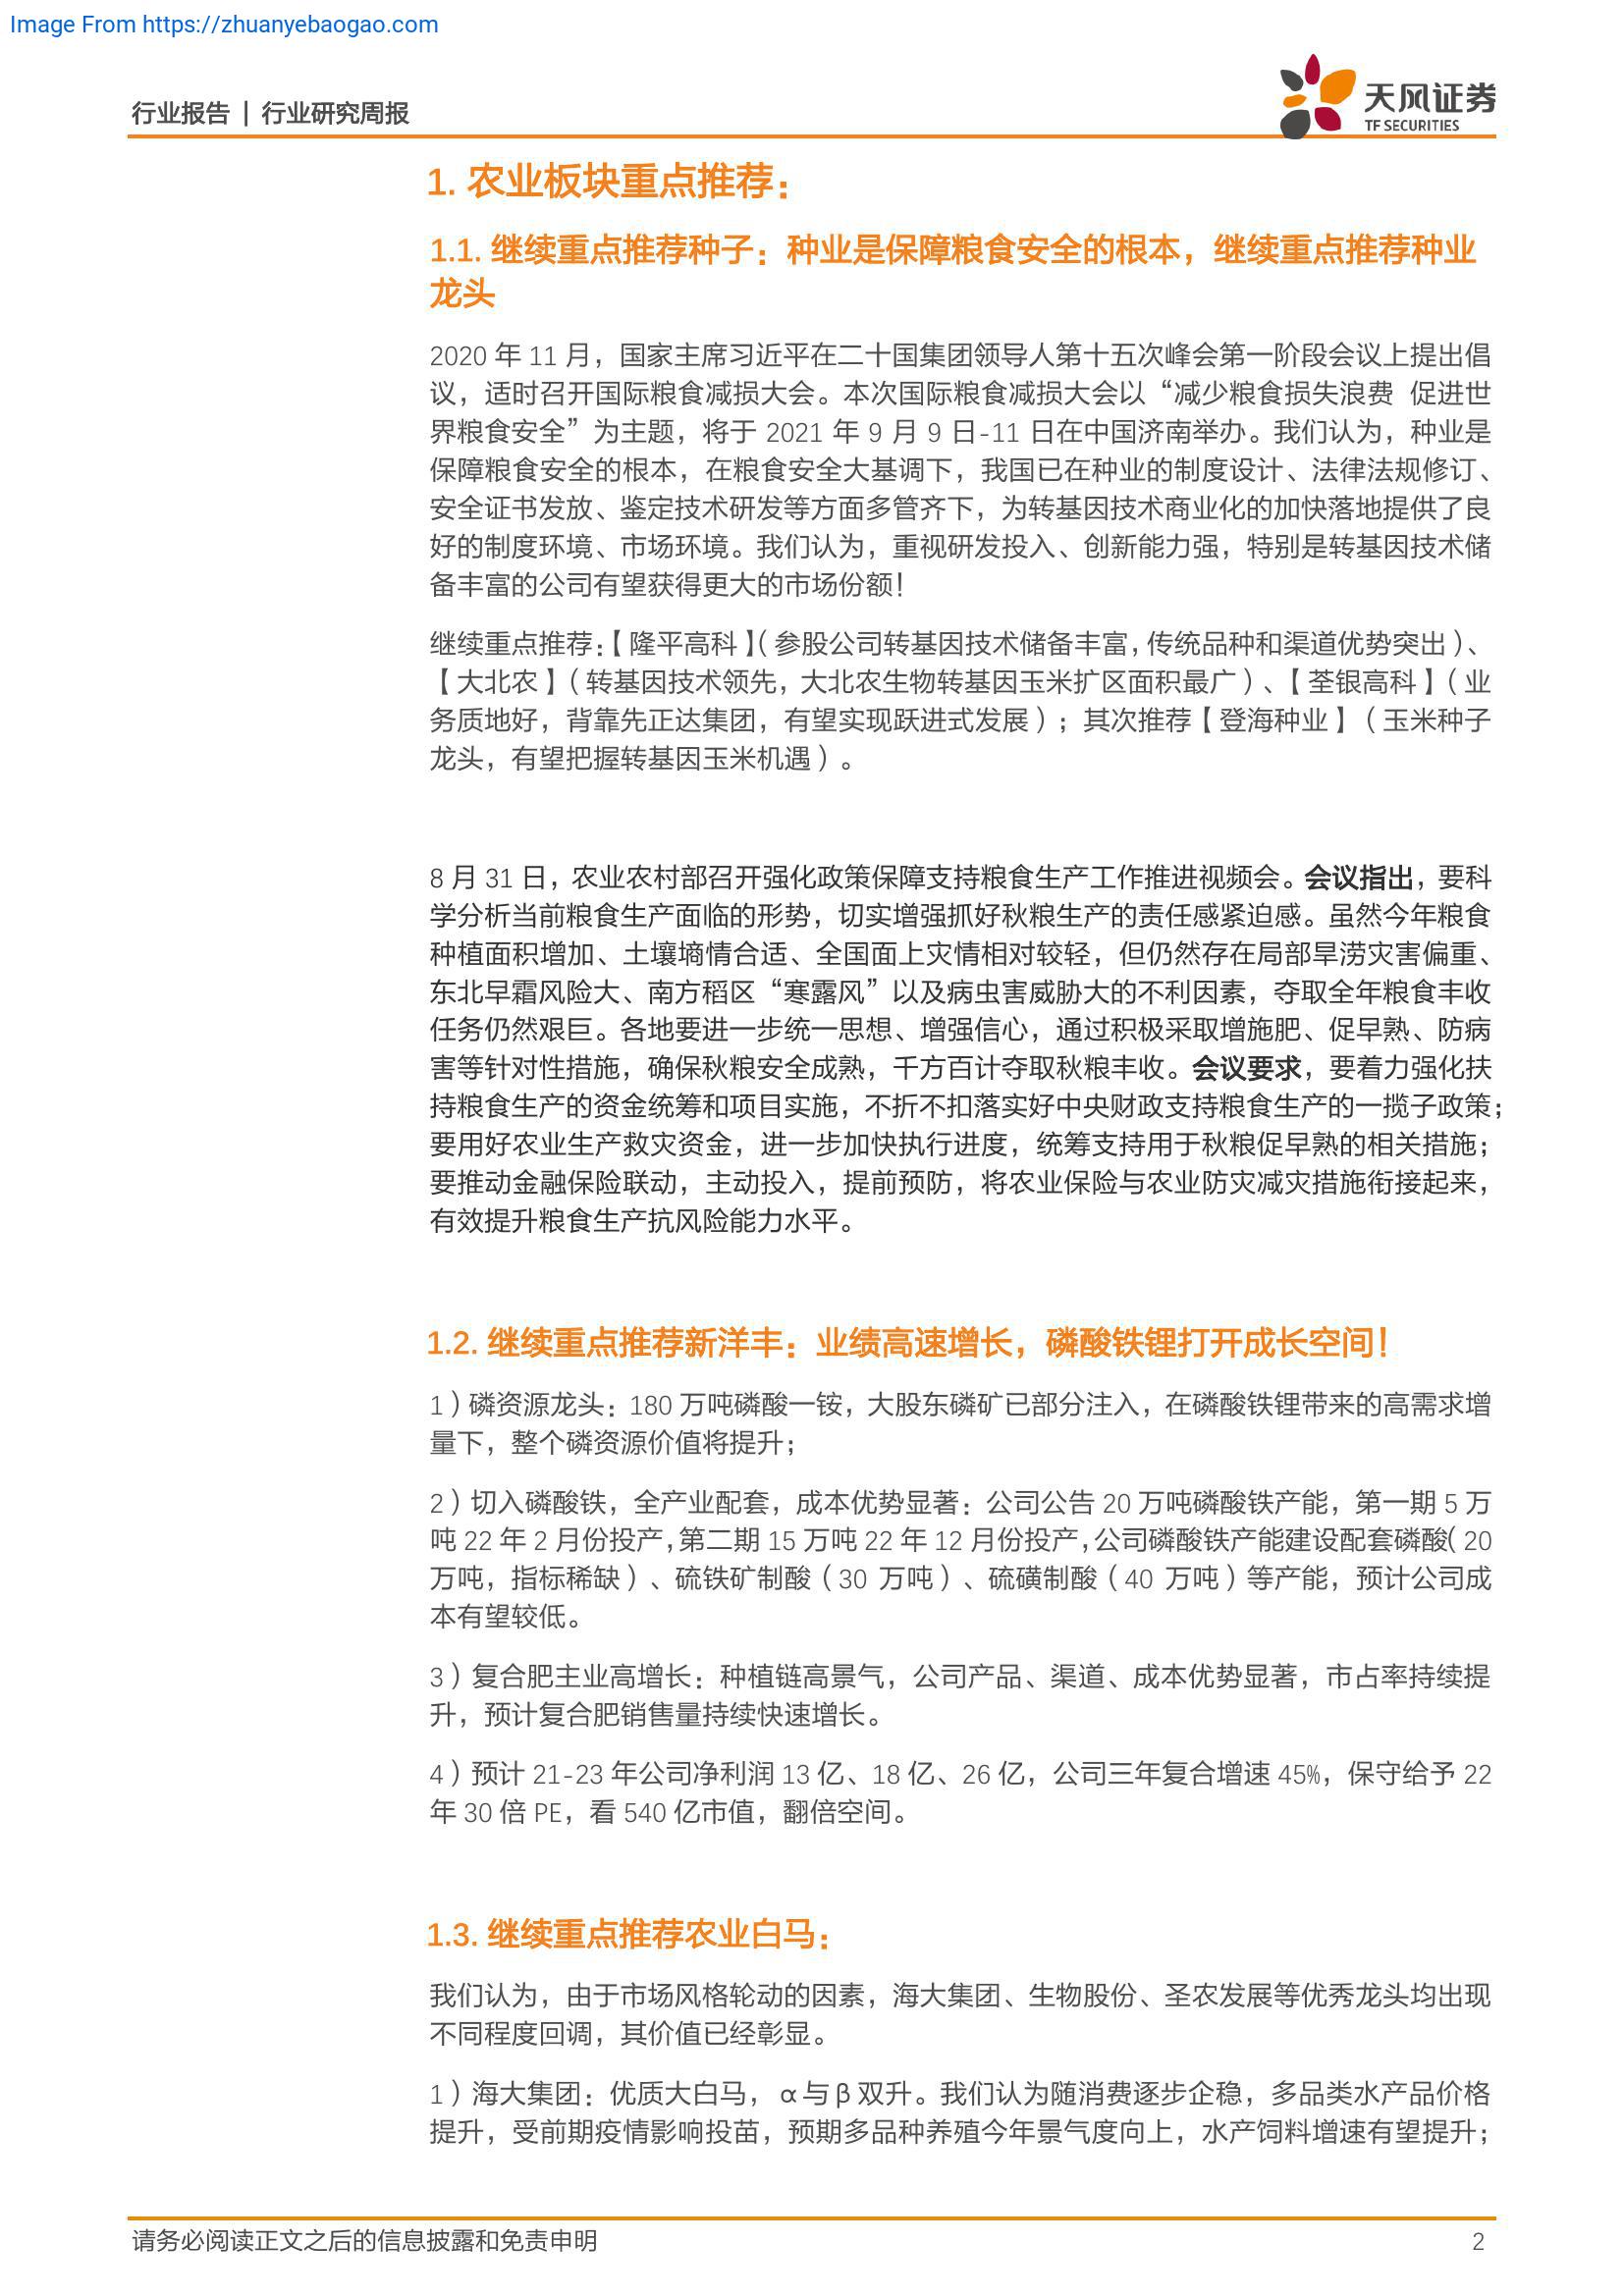 Image From https://zhuanyebaogao.com
行业报告 | 行业研究周报
天风证券
TF SECURITIES
1. 农业板块重点推荐：
1.1. 继续重点推荐种子：种业是保障粮食安全的根本，继续重点推荐种业
龙头
2020 年 11 月，国家主席习近平在二十国集团领导人第十五次峰会第一阶段会议上提出倡
议，适时召开国际粮食减损大会。本次国际粮食减损大会以“减少粮食损失浪费 促进世
界粮食安全”为主题，将于 2021 年 9 月 9 日-11 日在中国济南举办。我们认为，种业是
保障粮食安全的根本，在粮食安全大基调下，我国已在种业的制度设计、法律法规修订、
安全证书发放、鉴定技术研发等方面多管齐下，为转基因技术商业化的加快落地提供了良
好的制度环境、市场环境。我们认为，重视研发投入、创新能力强，特别是转基因技术储
备丰富的公司有望获得更大的市场份额！
继续重点推荐：【隆平高科】（参股公司转基因技术储备丰富，传统品种和渠道优势突出）、
【大北农】（转基因技术领先，大北农生物转基因玉米扩区面积最广）、【荃银高科】（业
务质地好，背靠先正达集团，有望实现跃进式发展）；其次推荐【登海种业】（玉米种子
龙头，有望把握转基因玉米机遇）。
8 月 31 日，农业农村部召开强化政策保障支持粮食生产工作推进视频会。会议指出，要科
学分析当前粮食生产面临的形势，切实增强抓好秋粮生产的责任感紧迫感。虽然今年粮食
种植面积增加、土壤墒情合适、全国面上灾情相对较轻，但仍然存在局部旱涝灾害偏重、
东北早霜风险大、南方稻区“寒露风”以及病虫害威胁大的不利因素，夺取全年粮食丰收
任务仍然艰巨。各地要进一步统一思想、增强信心，通过积极采取增施肥、促早熟、防病
害等针对性措施，确保秋粮安全成熟，千方百计夺取秋粮丰收。会议要求，要着力强化扶
持粮食生产的资金统筹和项目实施，不折不扣落实好中央财政支持粮食生产的一揽子政策；
要用好农业生产救灾资金，进一步加快执行进度，统筹支持用于秋粮促早熟的相关措施；
要推动金融保险联动，主动投入，提前预防，将农业保险与农业防灾减灾措施衔接起来，
有效提升粮食生产抗风险能力水平。
1.2. 继续重点推荐新洋丰：业绩高速增长，磷酸铁锂打开成长空间！
1）磷资源龙头：180 万吨磷酸一铵，大股东磷矿已部分注入，在磷酸铁锂带来的高需求增
量下，整个磷资源价值将提升；
2）切入磷酸铁，全产业配套，成本优势显著：公司公告 20 万吨磷酸铁产能，第一期 5 万
吨 22 年 2 月份投产，第二期 15 万吨 22 年 12 月份投产，公司磷酸铁产能建设配套磷酸（20
万吨，指标稀缺）、硫铁矿制酸（30 万吨）、硫磺制酸（40 万吨）等产能，预计公司成
本有望较低。
3）复合肥主业高增长：种植链高景气，公司产品、渠道、成本优势显著，市占率持续提
升，预计复合肥销售量持续快速增长。
4）预计 21-23 年公司净利润 13 亿、18 亿、26 亿，公司三年复合增速 45%，保守给予 22
年 30 倍 PE，看 540 亿市值，翻倍空间。
1.3. 继续重点推荐农业白马：
我们认为，由于市场风格轮动的因素，海大集团、生物股份、圣农发展等优秀龙头均出现
不同程度回调，其价值已经彰显。
1）海大集团：优质大白马，α与β双升。我们认为随消费逐步企稳，多品类水产品价格
提升，受前期疫情影响投苗，预期多品种养殖今年景气度向上，水产饲料增速有望提升；
请务必阅读正文之后的信息披露和免责申明
2